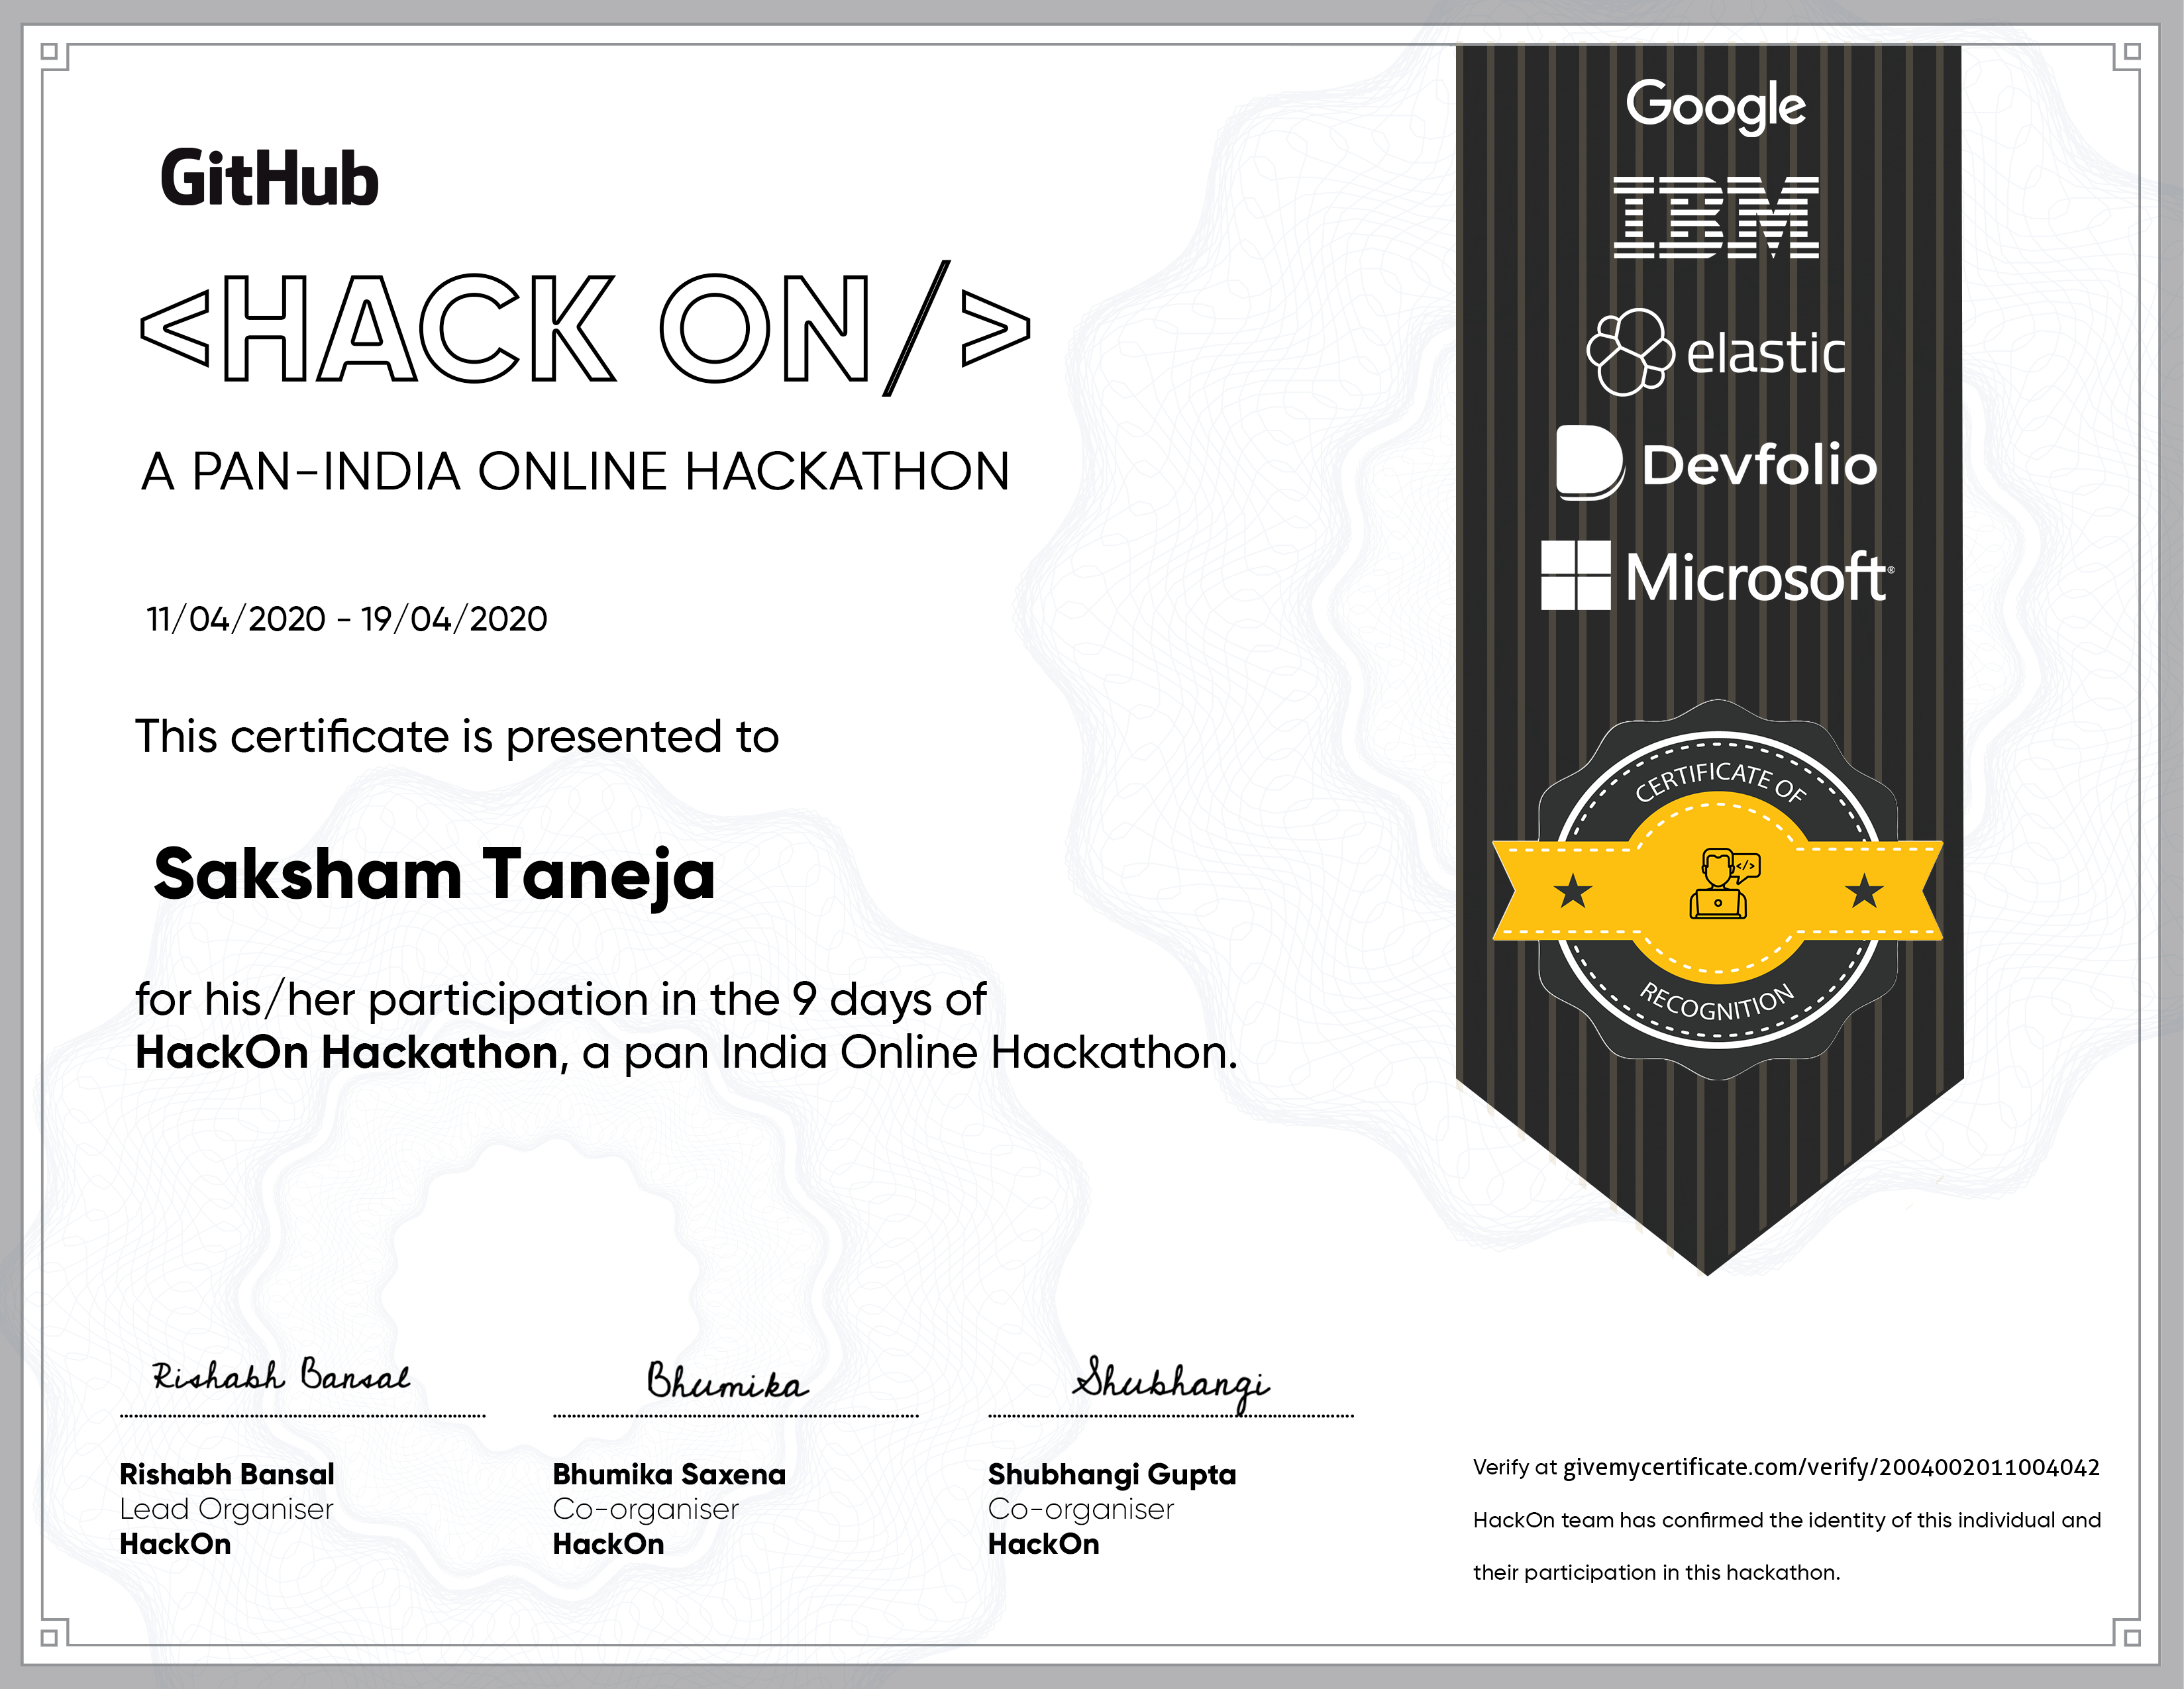 GitHub
<HACK ON/>
A PAN-INDIA ONLINE HACKATHON
11/04/2020 - 19/04/2020
This certificate is presented to
Saksham Taneja
for his/her participation in the 9 days of
HackOn Hackathon, a pan India Online Hackathon.
Google
IBM
elastic
Devfolio
Microsoft®
CERTIFICATE OF
</>
RECOGNITION
Rishabh Bansal
Rishabh Bansal
Lead Organiser
HackOn
Bhumika
Bhumika Saxena
Co-organiser
HackOn
Shubhangi
Shubhangi Gupta
Co-organiser
HackOn
Verify at givemycertificate.com/verify/2004002011004042
HackOn team has confirmed the identity of this individual and
their participation in this hackathon.